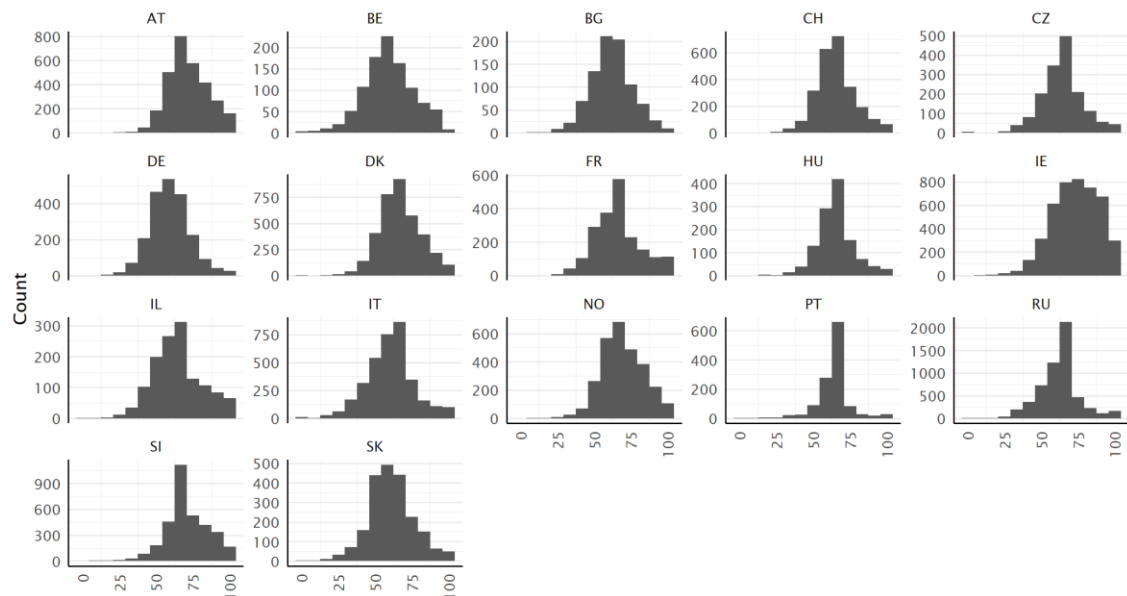 AT BE BG CH CZ
800 600 400 200 0
200 150 100 50 0
200 150 100 50 0
600 400 200 0
500 400 300 200 100 0
DE DK FR HU IE
400 200 0
750 500 250 0
600 400 200 0
400 300 200 100 0
800 600 400 200 0
Count
IL IT NO PT RU
300 200 100 0
750 500 250 0
600 400 200 0
600 400 200 0
2000 1500 1000 500 0
0 25 50 75 100
0 25 50 75 100
0 25 50 75 100
SI SK
900 600 300 0
500 400 300 200 100 0
0 25 50 75 100
0 25 50 75 100